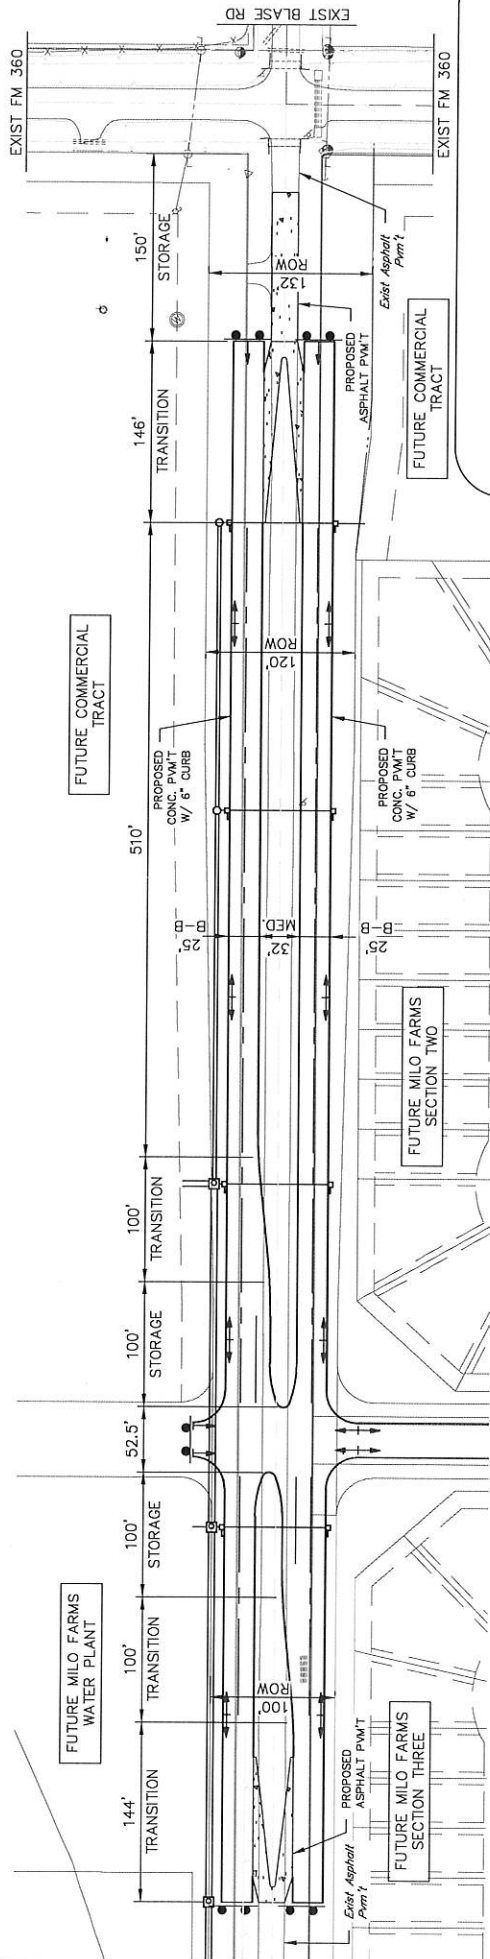 EXIST BLASE RD
EXIST FM 360
EXIST FM 360
150'
STORAGE
132'
ROW
Exist Asphalt
Pvm't
PROPOSED
ASPHALT PVM'T
FUTURE COMMERCIAL
TRACT
146'
TRANSITION
FUTURE COMMERCIAL
TRACT
510'
120'
ROW
PROPOSED
CONC. PVM'T
W/ 6" CURB
PROPOSED
CONC. PVM'T
W/ 6" CURB
25'
B-B
32'
MED.
25'
B-B
FUTURE MILO FARMS
SECTION TWO
100'
TRANSITION
100'
STORAGE
52.5'
100'
STORAGE
FUTURE MILO FARMS
WATER PLANT
100'
TRANSITION
100'
ROW
144'
TRANSITION
PROPOSED
ASPHALT PVM'T
Exist Asphalt
Pvm't
FUTURE MILO FARMS
SECTION THREE